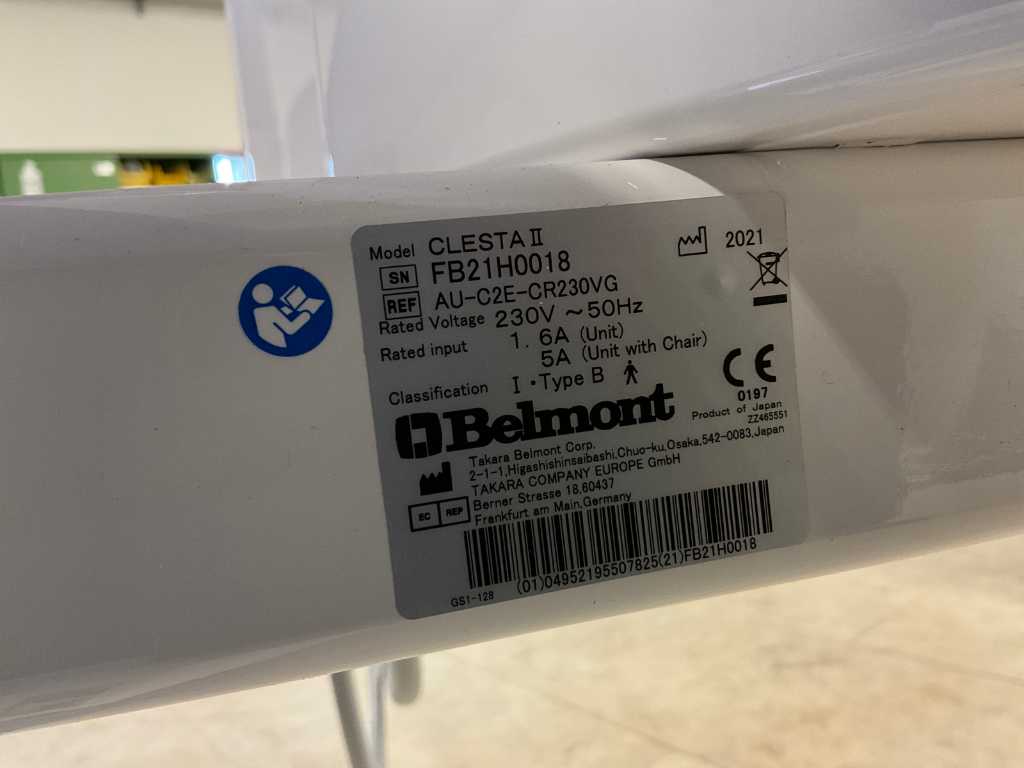 Model CLESTA Ⅱ
2021
SN FB21H0018
REF AU-C2E-CR230VG
Rated Voltage 230V ～50Hz
Rated input 1. 6A (Unit)
5A (Unit with Chair)
Classification Ⅰ・Type B
CE
0197
Belmont
Product of Japan
ZZ465551
Takara Belmont Corp.
2-1-1,Higashishinsaibashi,Chuo-ku,Osaka,542-0083,Japan
TAKARA COMPANY EUROPE GmbH
EC REP Berner Strasse 18,60437
Frankfurt am Main,Germany
GS1-128 (01)04952195507825(21)FB21H0018